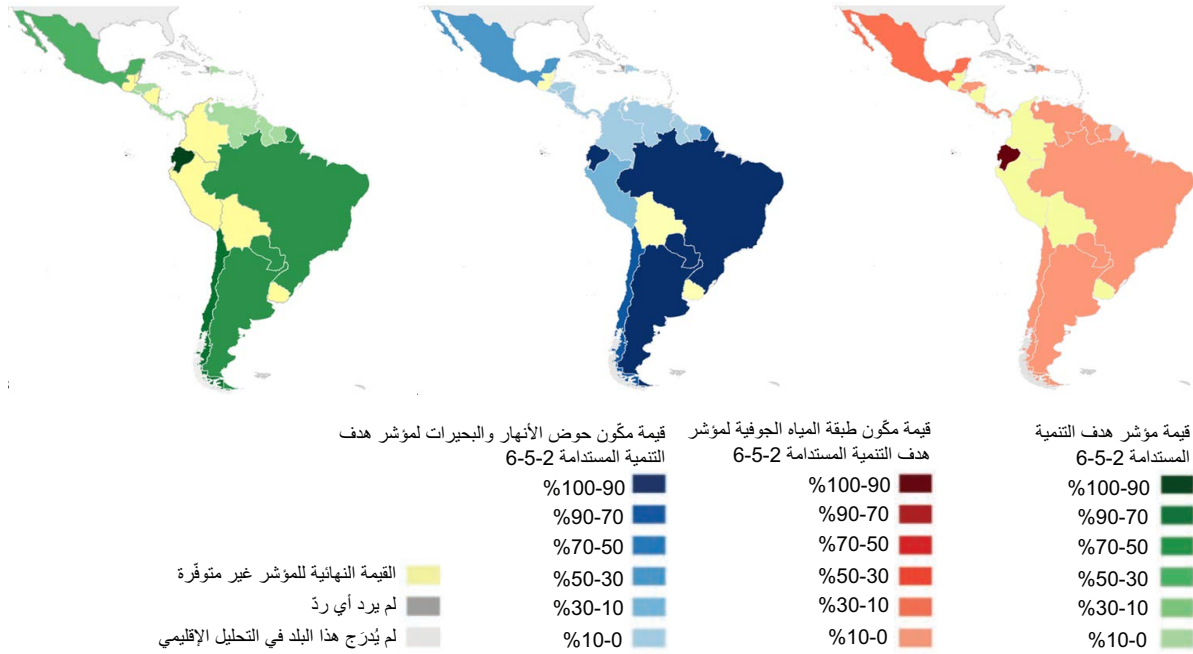 قيمة مؤشر هدف التنمية
المستدامة 2-5-6
%100-90
%90-70
%70-50
%50-30
%30-10
%10-0
قيمة مكّون طبقة المياه الجوفية لمؤشر
هدف التنمية المستدامة 2-5-6
%100-90
%90-70
%70-50
%50-30
%30-10
%10-0
قيمة مكّون حوض الأنهار والبحيرات لمؤشر هدف
التنمية المستدامة 2-5-6
%100-90
%90-70
%70-50
%50-30
%30-10
%10-0
القيمة النهائية للمؤشر غير متوفّرة
لم يرد أي ردّ
لم يُدرَج هذا البلد في التحليل الإقليمي